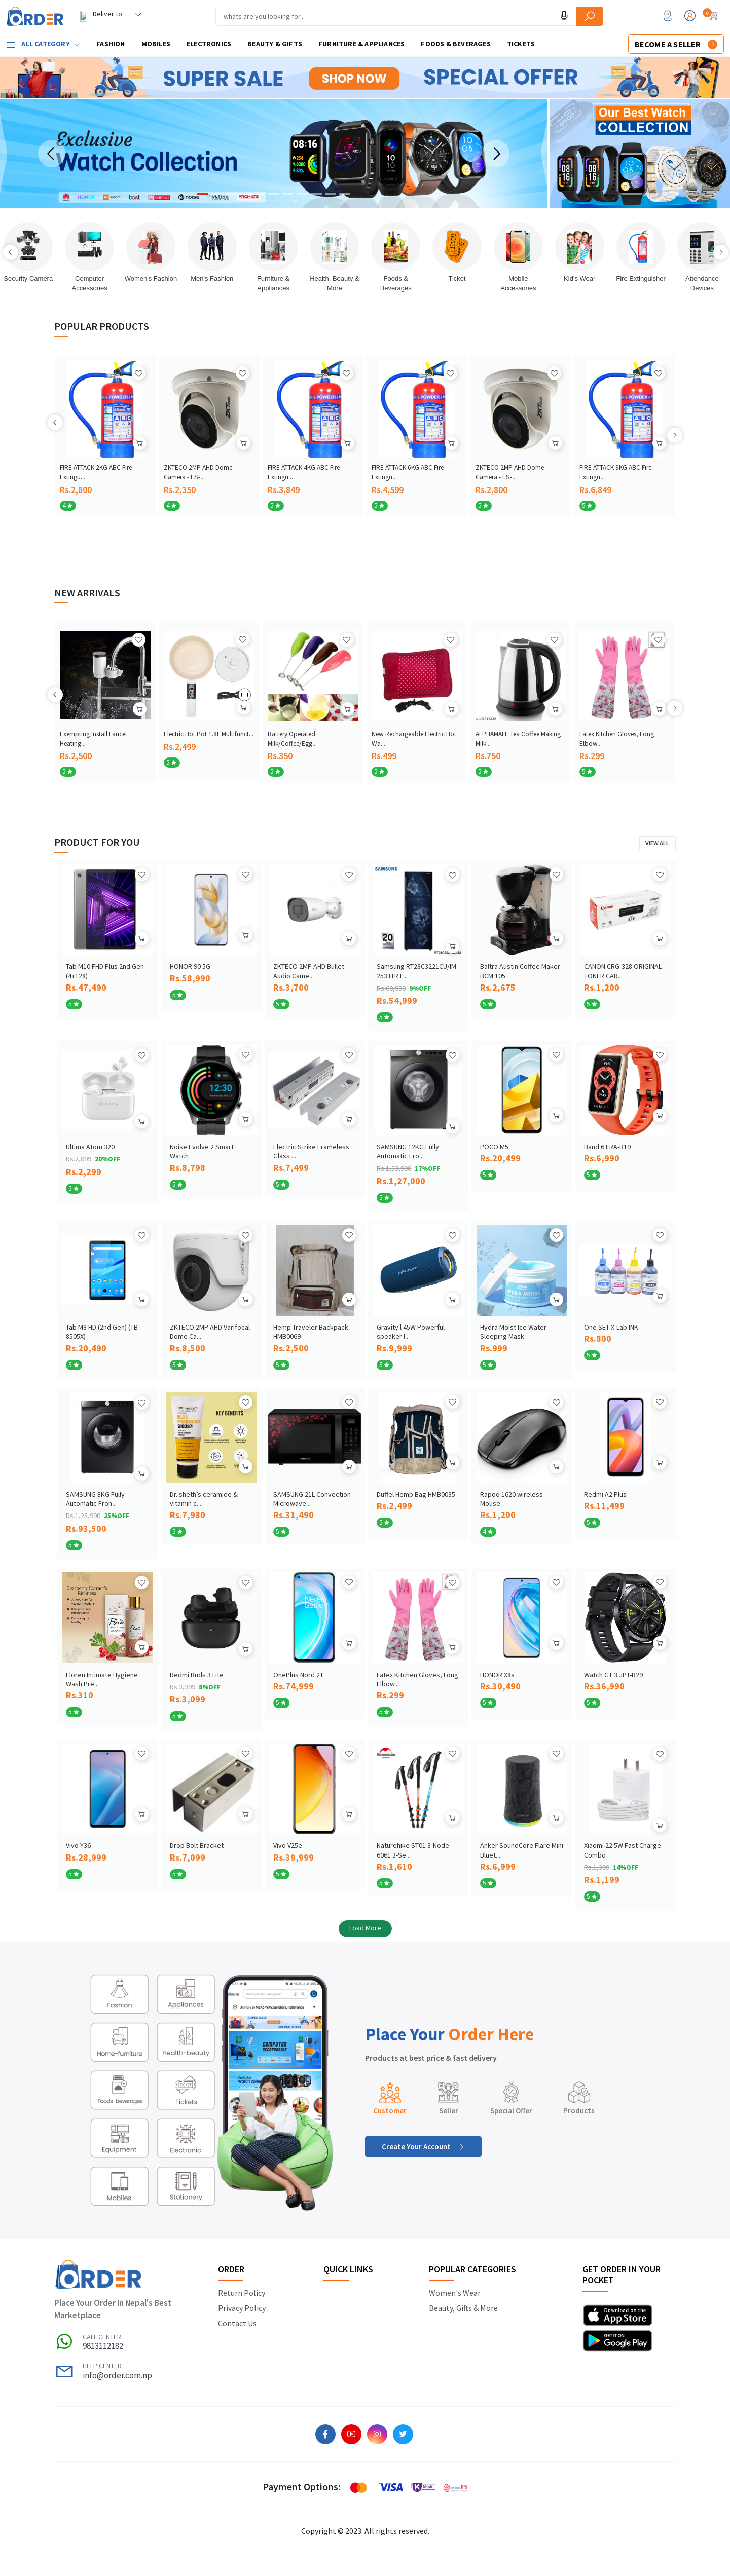 ORDER
Deliver to
whats are you looking for...
0
ALL CATEGORY
FASHION
MOBILES
ELECTRONICS
BEAUTY & GIFTS
FURNITURE & APPLIANCES
FOODS & BEVERAGES
TICKETS
BECOME A SELLER
SUPER SALE
SHOP NOW
SPECIAL OFFER
Exclusive
Watch Collection
Our Best Watch
COLLECTION
Security Camera
Computer
Accessories
Women's Fashion
Men's Fashion
Furniture &
Appliances
Health, Beauty &
More
Foods &
Beverages
Ticket
Mobile
Accessories
Kid's Wear
Fire Extinguisher
Attendance
Devices
POPULAR PRODUCTS
FIRE ATTACK 2KG ABC Fire
Extingu...
Rs.2,800
4
ZKTECO 2MP AHD Dome
Camera - ES-...
Rs.2,350
4
FIRE ATTACK 4KG ABC Fire
Extingu...
Rs.3,849
5
FIRE ATTACK 6KG ABC Fire
Extingu...
Rs.4,599
5
ZKTECO 2MP AHD Dome
Camera - ES-...
Rs.2,800
5
FIRE ATTACK 9KG ABC Fire
Extingu...
Rs.6,849
5
NEW ARRIVALS
Exempting Install Faucet
Heating...
Rs.2,500
5
Electric Hot Pot 1.8L Multifunct...
Rs.2,499
5
Battery Operated
Milk/Coffee/Egg...
Rs.350
5
New Rechargeable Electric Hot
Wa...
Rs.499
5
ALPHAMALE Tea Coffee Making
Milk...
Rs.750
5
Latex Kitchen Gloves, Long
Elbow...
Rs.299
5
PRODUCT FOR YOU
VIEW ALL
Tab M10 FHD Plus 2nd Gen
(4+128)
Rs.47,490
5
HONOR 90 5G
Rs.58,990
5
ZKTECO 2MP AHD Bullet
Audio Came...
Rs.3,700
5
SAMSUNG
20
Samsung RT28C3221CU/IM
253 LTR F...
Rs.60,990 9%OFF
Rs.54,999
5
Baltra Austin Coffee Maker
BCM 105
Rs.2,675
5
CANON CRG-328 ORIGINAL
TONER CAR...
Rs.1,200
5
Ultima Atom 320
Rs.2,899 20%OFF
Rs.2,299
5
12:30
Noise Evolve 2 Smart
Watch
Rs.8,798
5
Electric Strike Frameless
Glass ...
Rs.7,499
5
SAMSUNG 12KG Fully
Automatic Fro...
Rs.1,53,990 17%OFF
Rs.1,27,000
5
POCO M5
Rs.20,499
5
Band 6 FRA-B19
Rs.6,990
5
Tab M8 HD (2nd Gen) (TB-
8505X)
Rs.20,490
5
ZKTECO 2MP AHD Varifocal
Dome Ca...
Rs.8,500
5
Hemp Traveler Backpack
HMB0069
Rs.2,500
5
Gravity l 45W Powerful
speaker l...
Rs.9,999
5
HYDRA MOIST
Hydra Moist Ice Water
Sleeping Mask
Rs.999
5
One SET X-Lab INK
Rs.800
5
SAMSUNG 8KG Fully
Automatic Fron...
Rs.1,25,990 25%OFF
Rs.93,500
5
KEY BENEFITS
Dr. sheth's ceramide &
vitamin c...
Rs.7,980
5
SAMSUNG 21L Convection
Microwave...
Rs.31,490
5
Duffel Hemp Bag HMB0035
Rs.2,499
5
Rapoo 1620 wireless
Mouse
Rs.1,200
4
Redmi A2 Plus
Rs.11,499
5
Floren Intimate Hygiene
Wash Pre...
Rs.310
5
Redmi Buds 3 Lite
Rs.3,399 8%OFF
Rs.3,099
5
OnePlus Nord 2T
Rs.74,999
5
Latex Kitchen Gloves, Long
Elbow...
Rs.299
5
HONOR X8a
Rs.30,490
5
Watch GT 3 JPT-B29
Rs.36,990
5
Vivo Y36
Rs.28,999
5
Drop Bolt Bracket
Rs.7,099
5
Vivo V25e
Rs.39,999
5
Naturehike
Naturehike ST01 3-Node
6061 3-Se...
Rs.1,610
5
Anker SoundCore Flare Mini
Bluet...
Rs.6,999
5
Xiaomi 22.5W Fast Charge
Combo
Rs.1,399 14%OFF
Rs.1,199
5
Load More
Fashion
Appliances
Home-furniture
Health-beauty
Foods-beverages
Tickets
Equipment
Electronic
Mobiles
Stationery
Place Your Order Here
Products at best price & fast delivery
Customer
Seller
Special Offer
Products
Create Your Account
ORDER
Place Your Order In Nepal's Best
Marketplace
CALL CENTER
9813112182
HELP CENTER
info@order.com.np
ORDER
Return Policy
Privacy Policy
Contact Us
QUICK LINKS
POPULAR CATEGORIES
Women's Wear
Beauty, Gifts & More
GET ORDER IN YOUR
POCKET
Download on the
App Store
GET IT ON
Google Play
Payment Options:
VISA
Khalti
Copyright © 2023. All rights reserved.